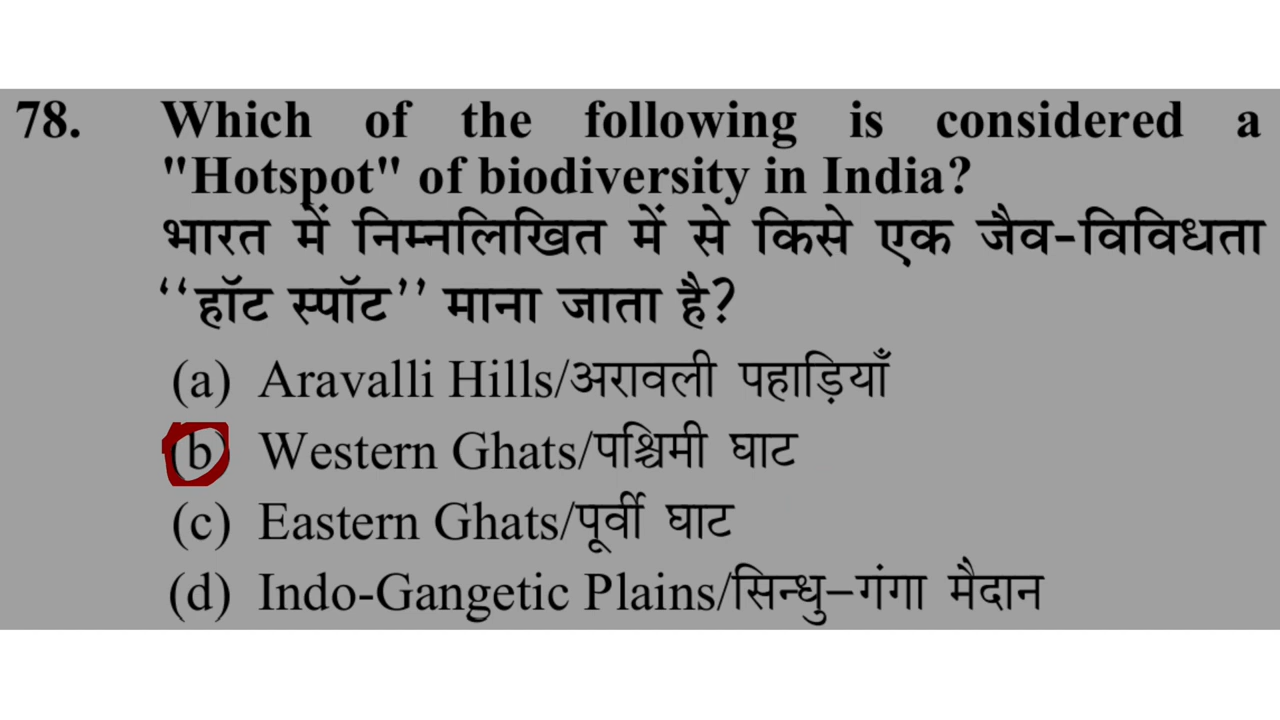 78. Which of the following is considered a
"Hotspot" of biodiversity in India?
भारत में निम्नलिखित में से किसे एक जैव-विविधता
‘‘हॉट स्पॉट’’ माना जाता है?
(a) Aravalli Hills/अरावली पहाड़ियाँ
(b) Western Ghats/पश्चिमी घाट
(c) Eastern Ghats/पूर्वी घाट
(d) Indo-Gangetic Plains/सिन्धु–गंगा मैदान